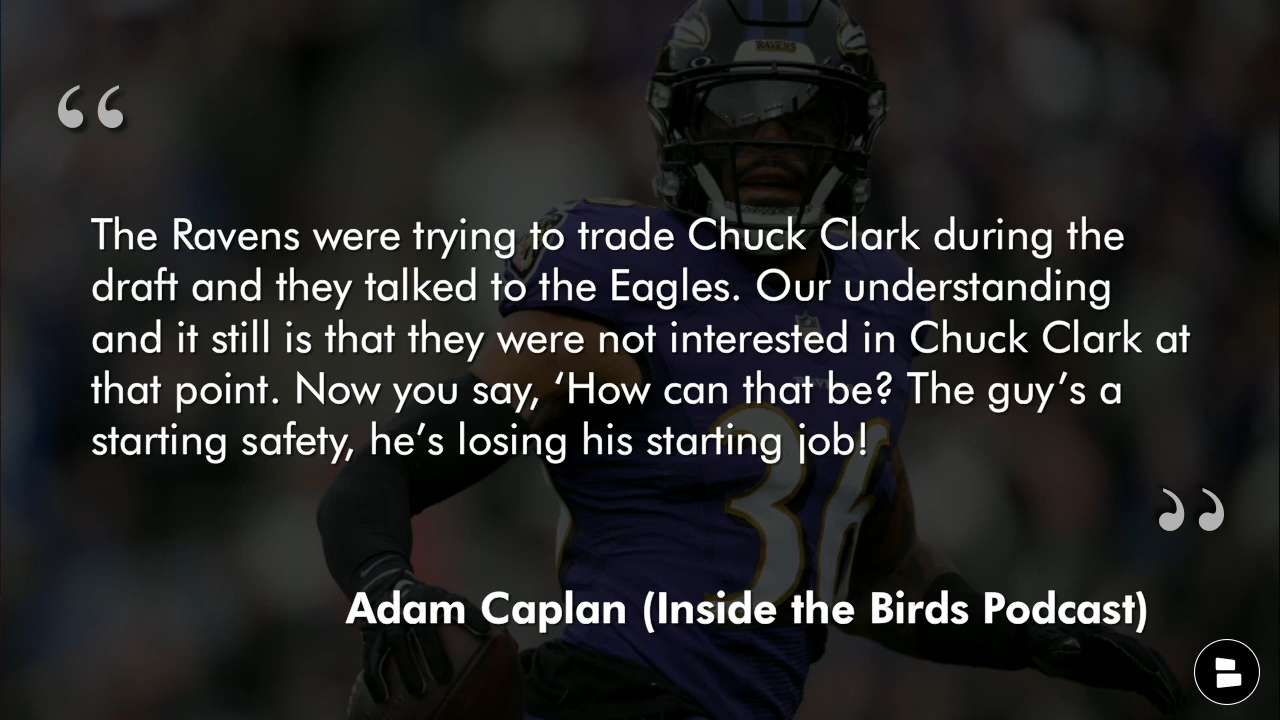 RAVENS
“
The Ravens were trying to trade Chuck Clark during the
draft and they talked to the Eagles. Our understanding
and it still is that they were not interested in Chuck Clark at
that point. Now you say, ‘How can that be? The guy’s a
starting safety, he’s losing his starting job!
”
36
Adam Caplan (Inside the Birds Podcast)